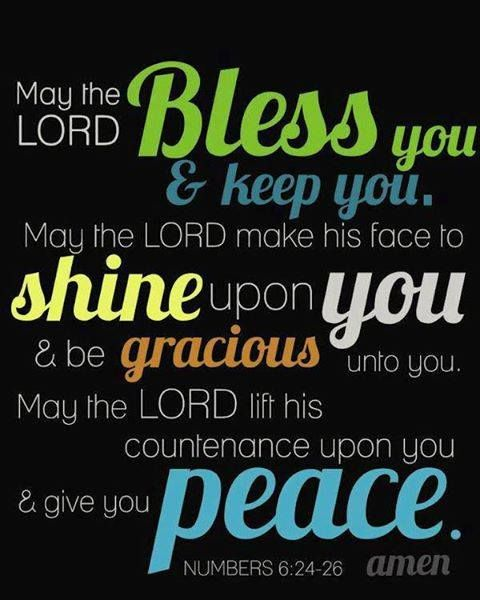 May the LORD Bless you
& keep you.
May the LORD make his face to
shine upon you
& be gracious unto you.
May the LORD lift his
countenance upon you
& give you peace.
NUMBERS 6:24-26 amen